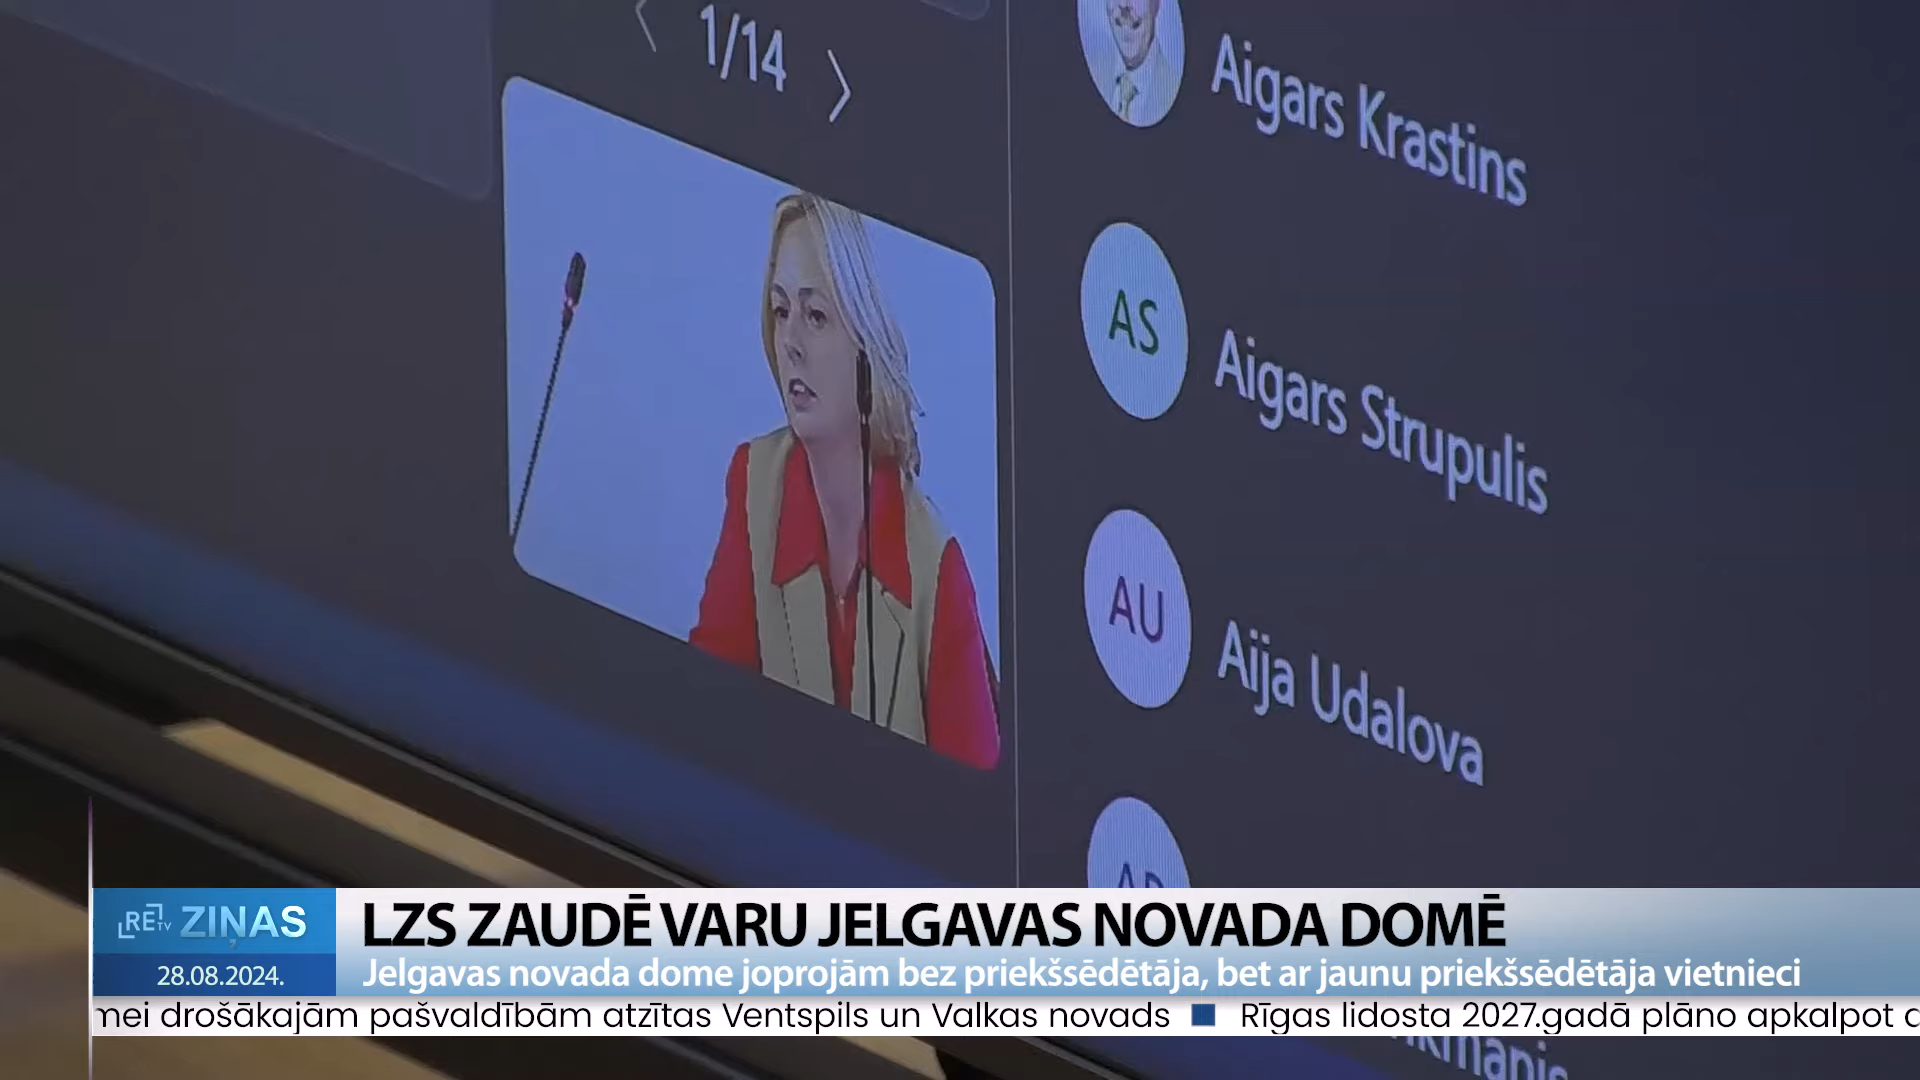 1/14
Aigars Krastins
AS
Aigars Strupulis
AU
Aija Udalova
RE TV ZIŅAS
28.08.2024.
LZS ZAUDĒ VARU JELGAVAS NOVADA DOMĒ
Jelgavas novada dome joprojām bez priekšsēdētāja, bet ar jaunu priekšsēdētāja vietnieci
mei drošākajām pašvaldībām atzītas Ventspils un Valkas novads
Rīgas lidosta 2027.gadā plāno apkalpot